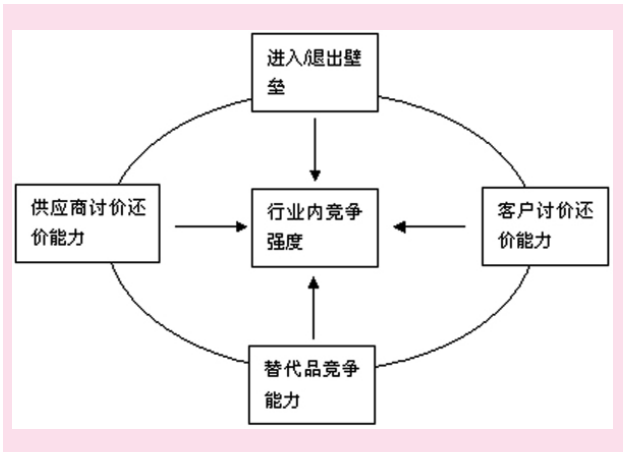 进入/退出壁
垒
供应商讨价还
价能力
行业内竞争
强度
客户讨价还
价能力
替代品竞争
能力